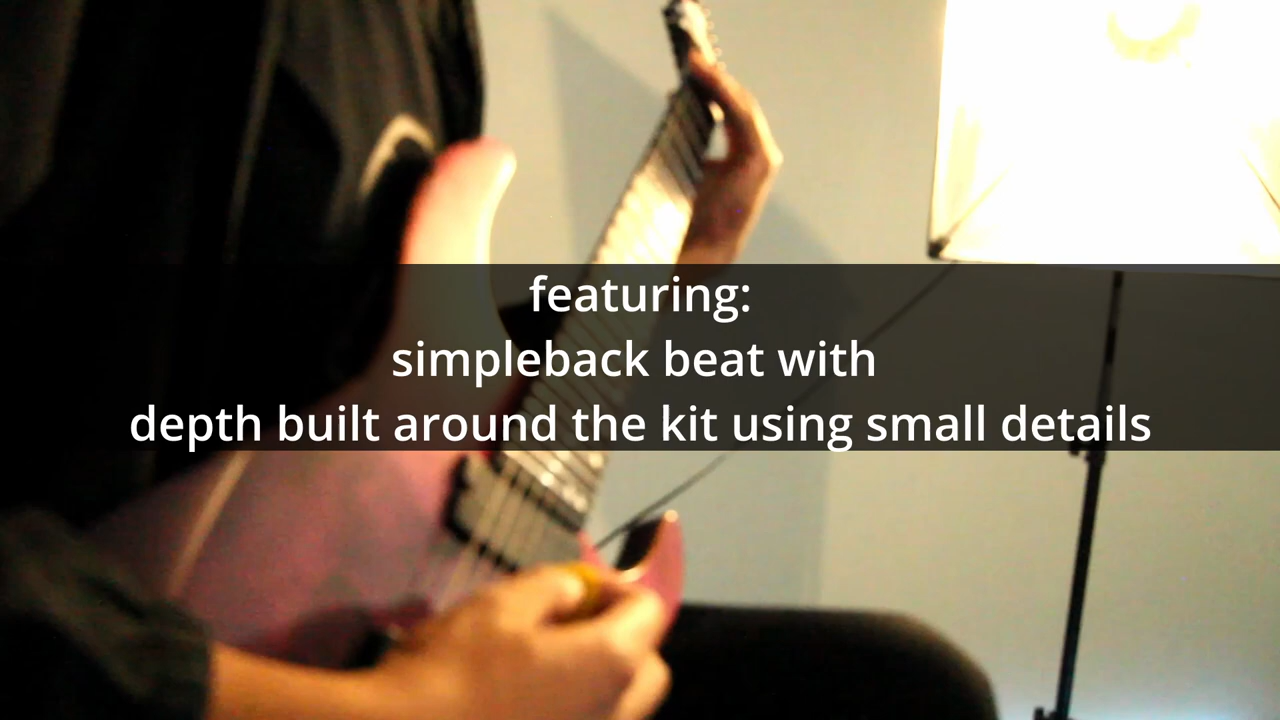 featuring:
simpleback beat with
depth built around the kit using small details